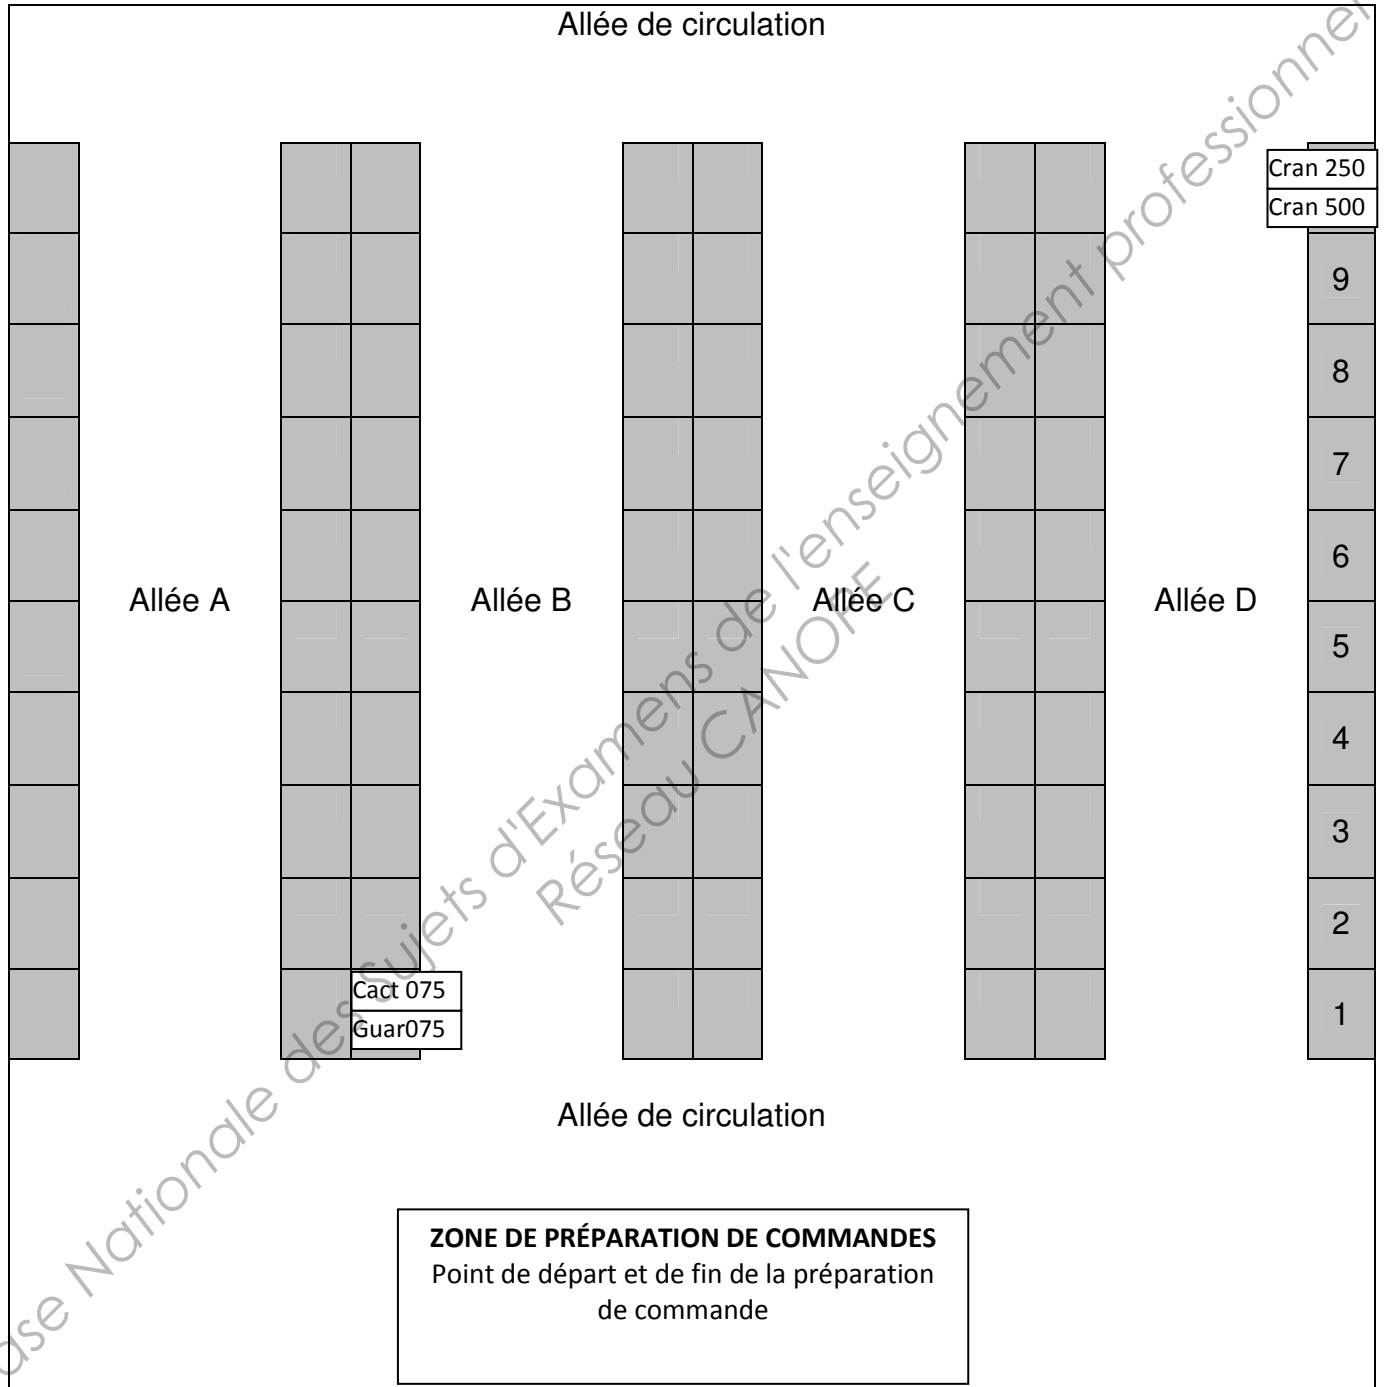 Allée de circulation
Cran 250
Cran 500
9
8
7
6
Allée A
Allée B
Allée C
Allée D
5
4
3
2
Cact 075
Guar075
1
Allée de circulation
ZONE DE PRÉPARATION DE COMMANDES
Point de départ et de fin de la préparation
de commande
ase Nationale des Sujets d'Examens de l'enseignement professionnel
Réseau CANOPE